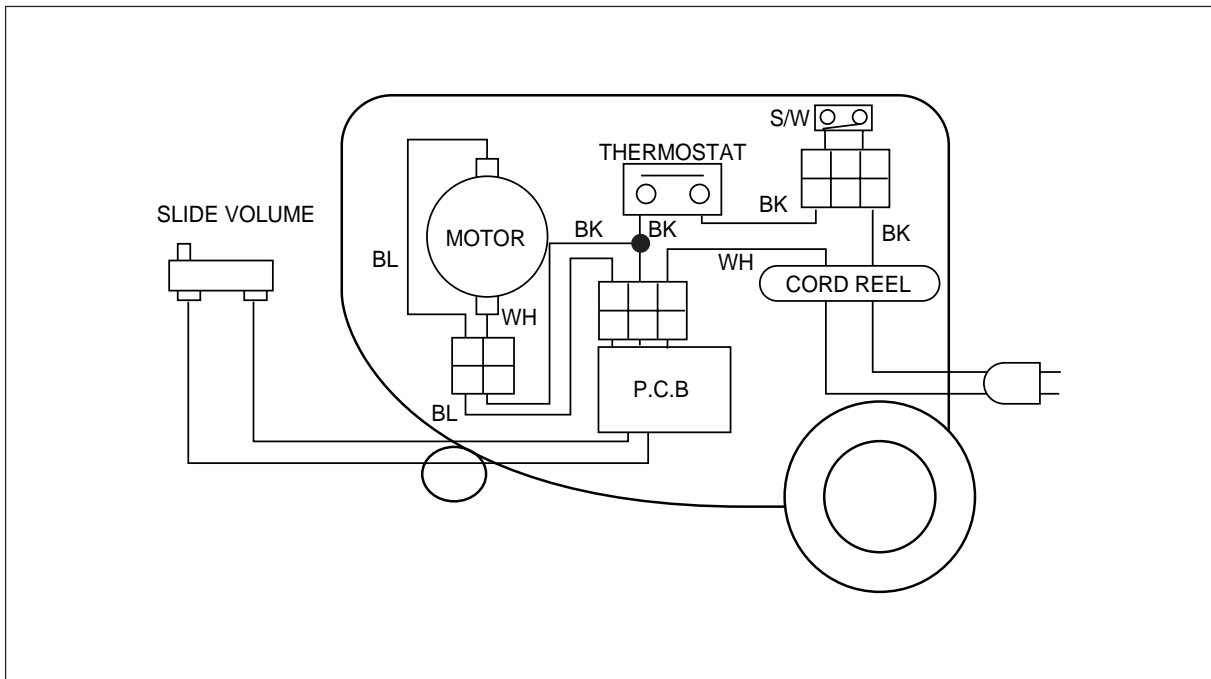 S/W
THERMOSTAT
BK
SLIDE VOLUME
BK
BK
BK
MOTOR
BL
WH
CORD REEL
WH
P.C.B
BL